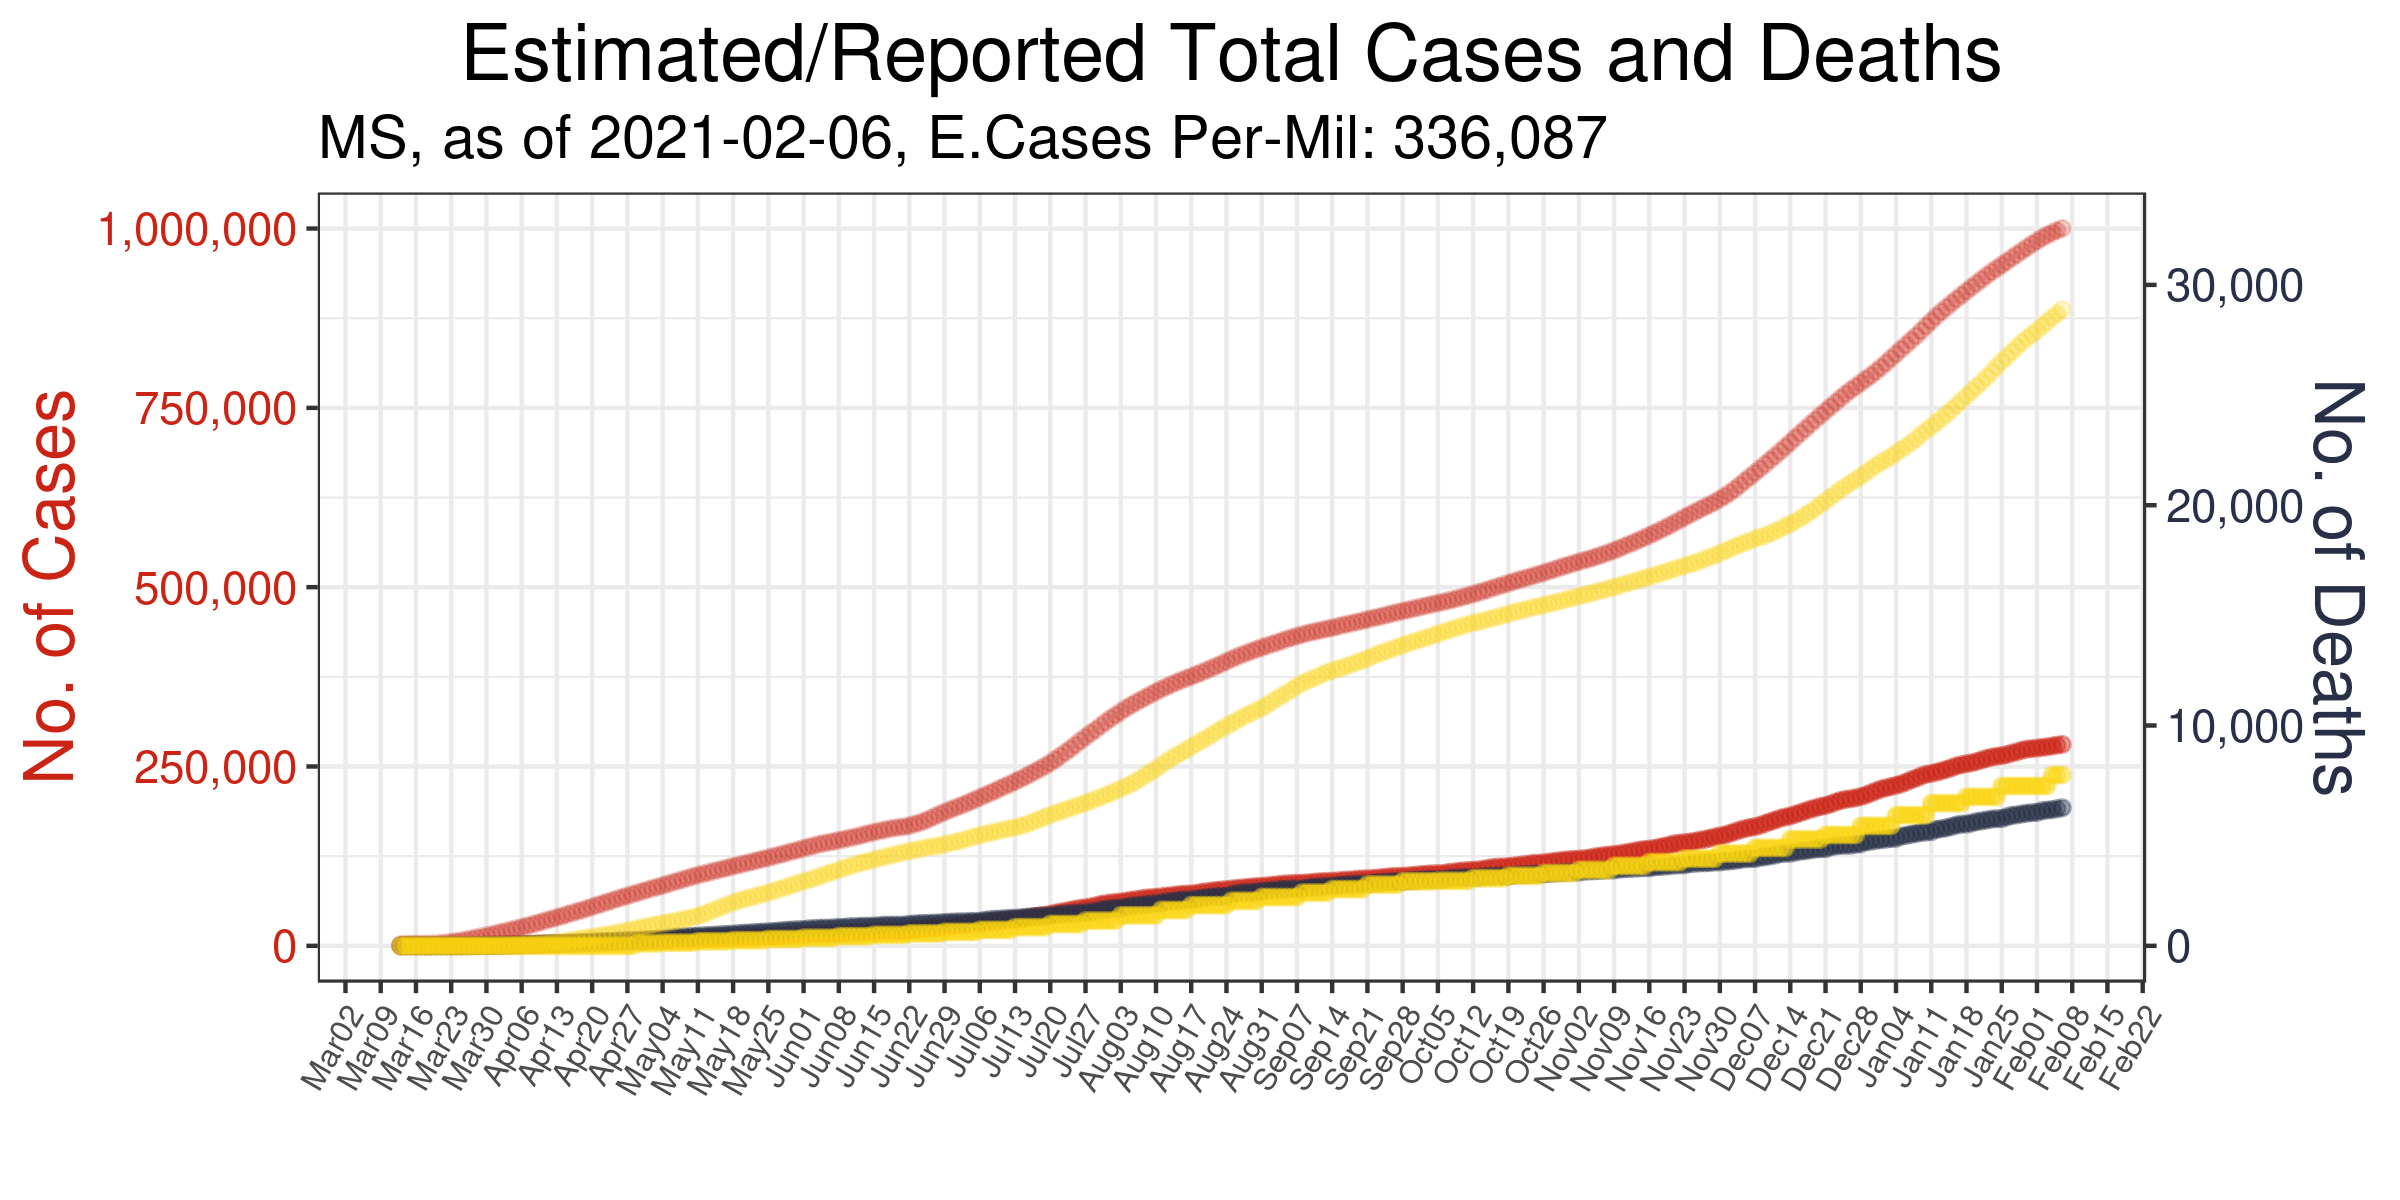 Estimated/Reported Total Cases and Deaths
MS, as of 2021-02-06, E.Cases Per-Mil: 336,087
No. of Cases
1,000,000
750,000
500,000
250,000
0
30,000
20,000
10,000
0
No. of Deaths
Mar02
Mar09
Mar16
Mar23
Mar30
Apr06
Apr13
Apr20
Apr27
May04
May11
May18
May25
Jun01
Jun08
Jun15
Jun22
Jun29
Jul06
Jul13
Jul20
Jul27
Aug03
Aug10
Aug17
Aug24
Aug31
Sep07
Sep14
Sep21
Sep28
Oct05
Oct12
Oct19
Oct26
Nov02
Nov09
Nov16
Nov23
Nov30
Dec07
Dec14
Dec21
Dec28
Jan04
Jan11
Jan18
Jan25
Feb01
Feb08
Feb15
Feb22